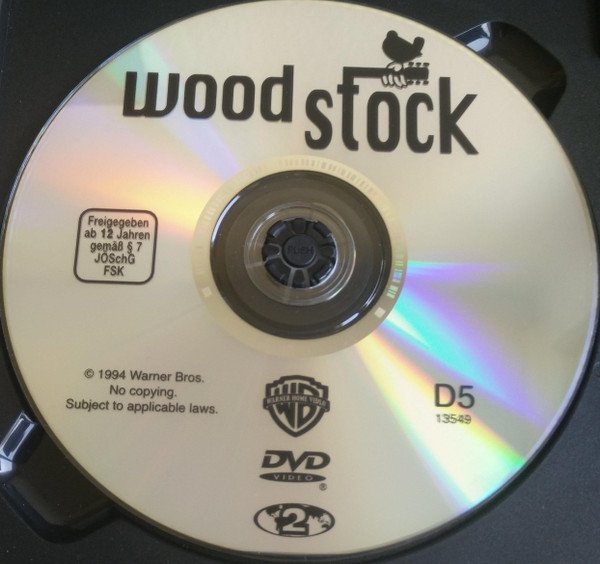 wood stock
PUSH
Freigegeben
ab 12 Jahren
gemäß § 7
JÖSchG
FSK
© 1994 Warner Bros.
No copying.
Subject to applicable laws.
WB
WARNER HOME VIDEO
D5
13549
DVD
VIDEO
®
2